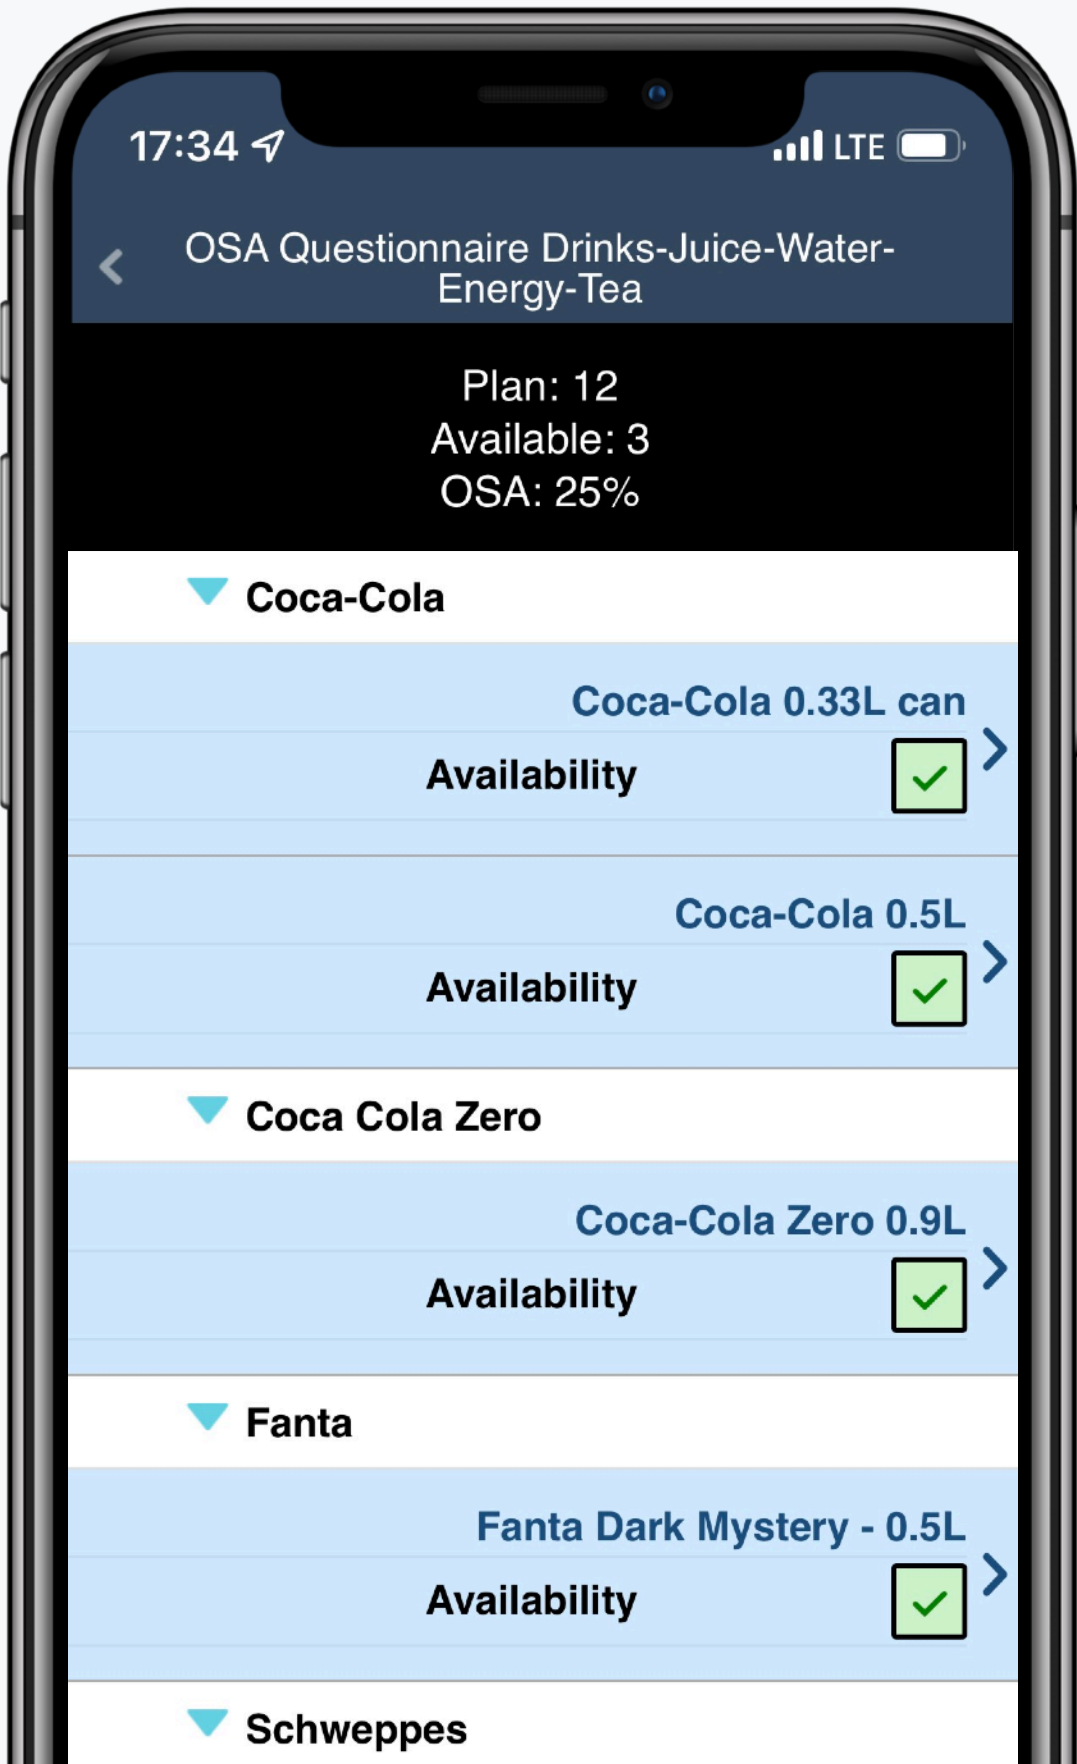 17:34
LTE
OSA Questionnaire Drinks-Juice-Water-
Energy-Tea
Plan: 12
Available: 3
OSA: 25%
Coca-Cola
Coca-Cola 0.33L can
Availability
Coca-Cola 0.5L
Availability
Coca Cola Zero
Coca-Cola Zero 0.9L
Availability
Fanta
Fanta Dark Mystery - 0.5L
Availability
Schweppes